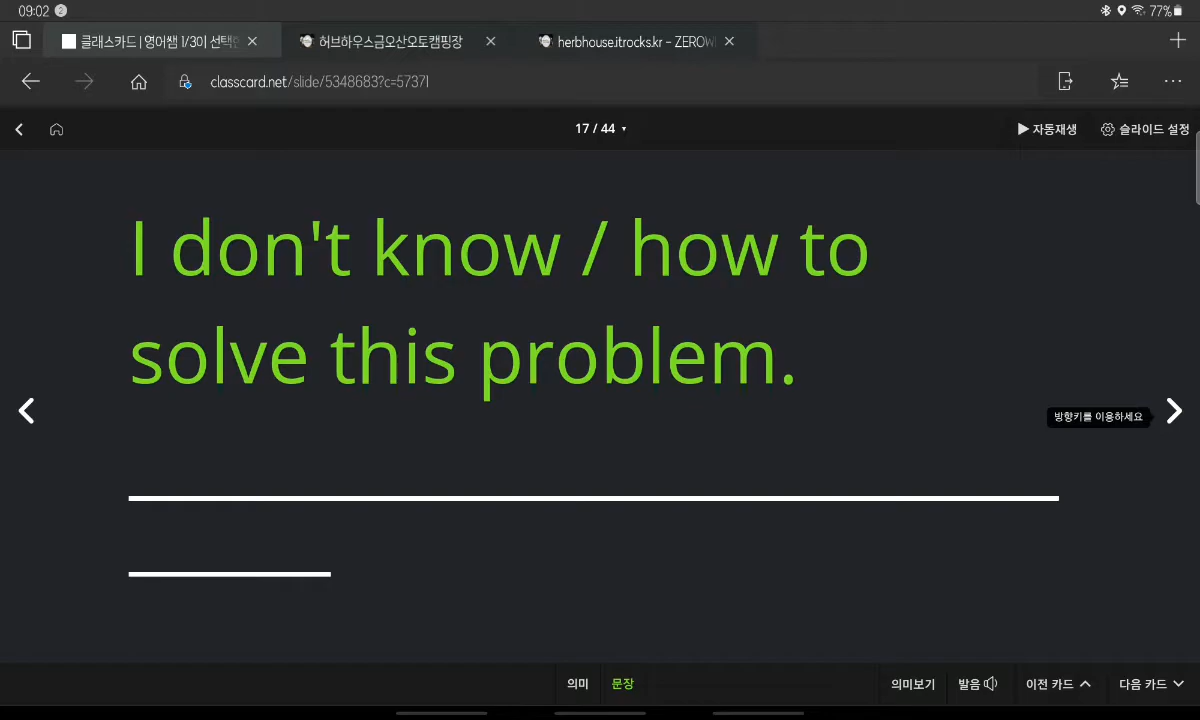 09:02 2 77%
클래스카드 | 영어쌤 1/3이 선택한 허브하우스금오산오토캠핑장 herbhouse.itrocks.kr - ZEROW
classcard.net/slide/5348683?c=57371
17 / 44 자동재생 슬라이드 설정
I don't know / how to
solve this problem.
방향키를 이용하세요
의미 문장 의미보기 발음 이전 카드 다음 카드